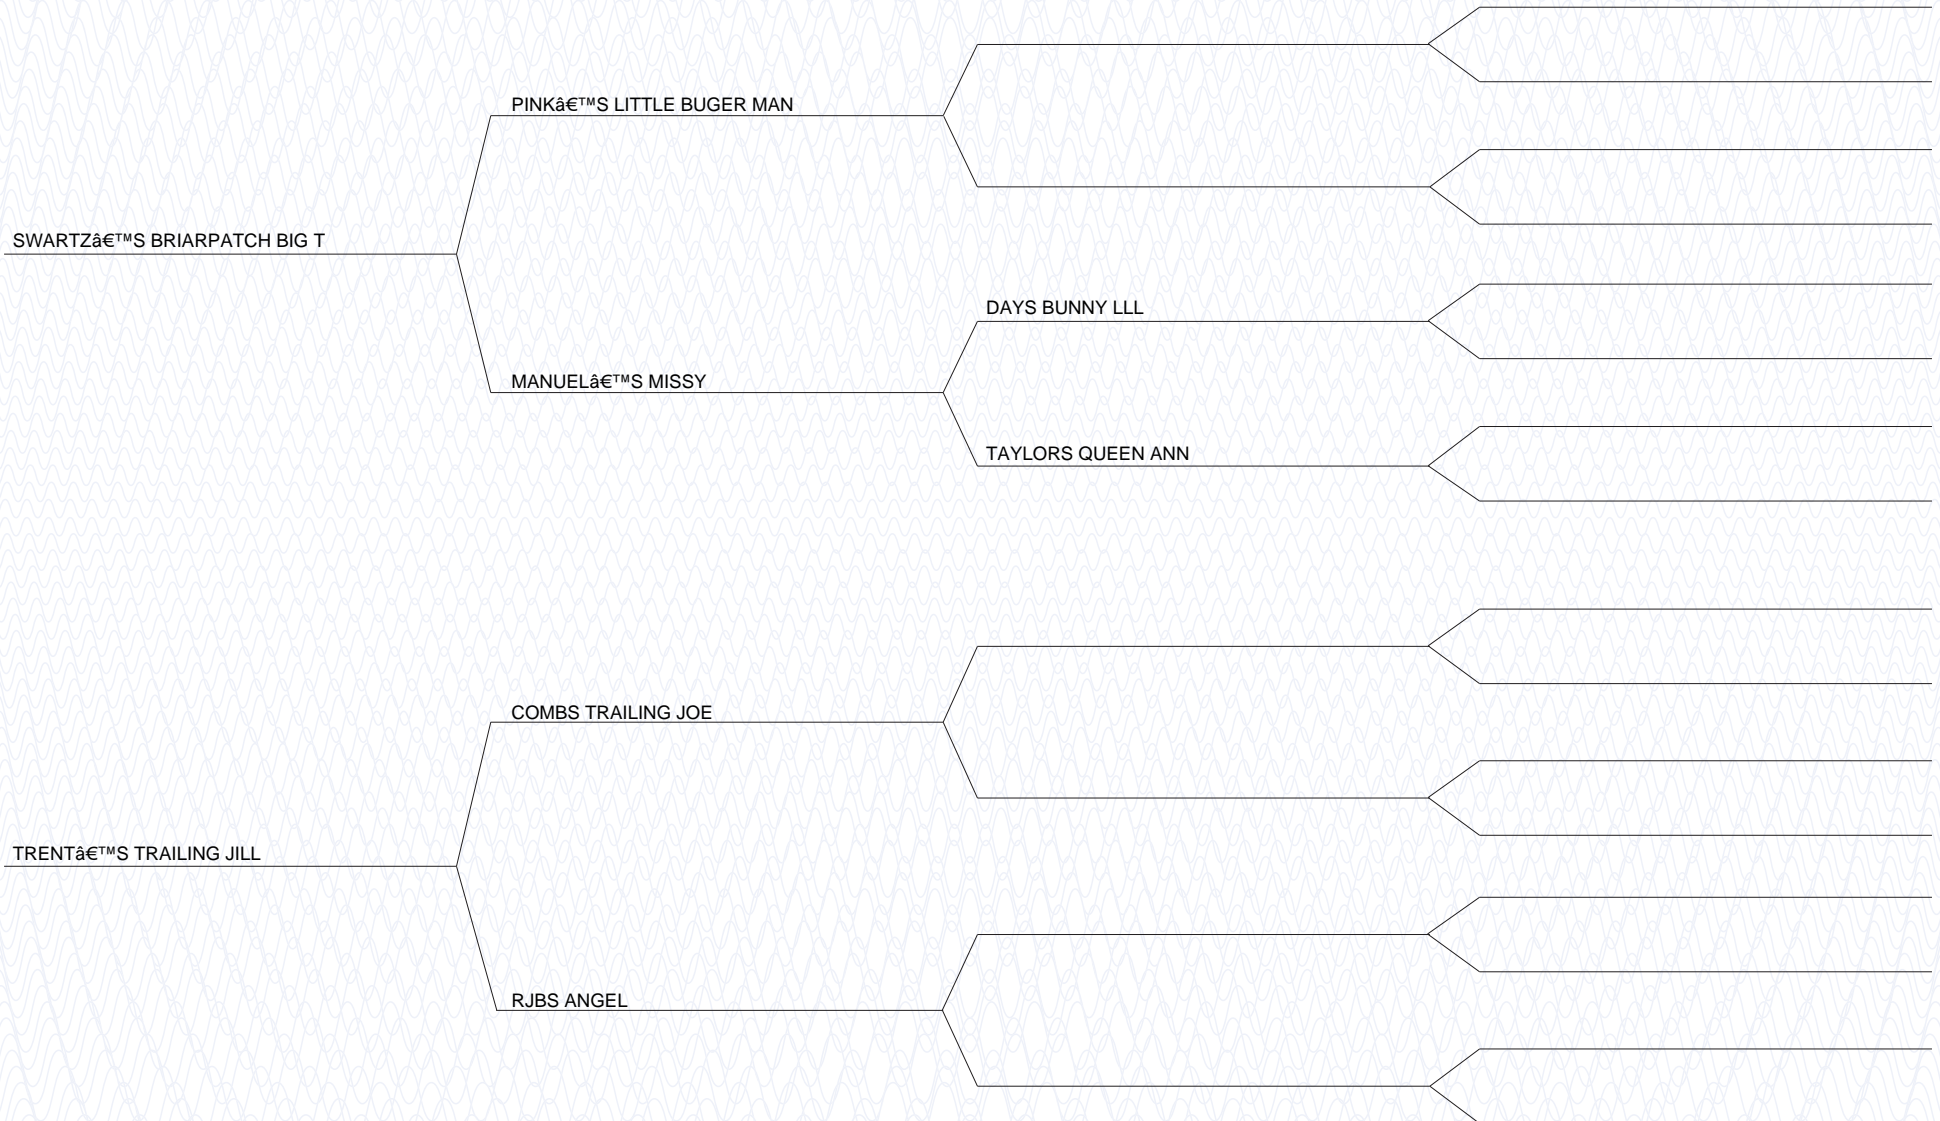 PINKâ€™S LITTLE BUGER MAN
SWARTZâ€™S BRIARPATCH BIG T
DAYS BUNNY LLL
MANUELâ€™S MISSY
TAYLORS QUEEN ANN
COMBS TRAILING JOE
TRENTâ€™S TRAILING JILL
RJBS ANGEL